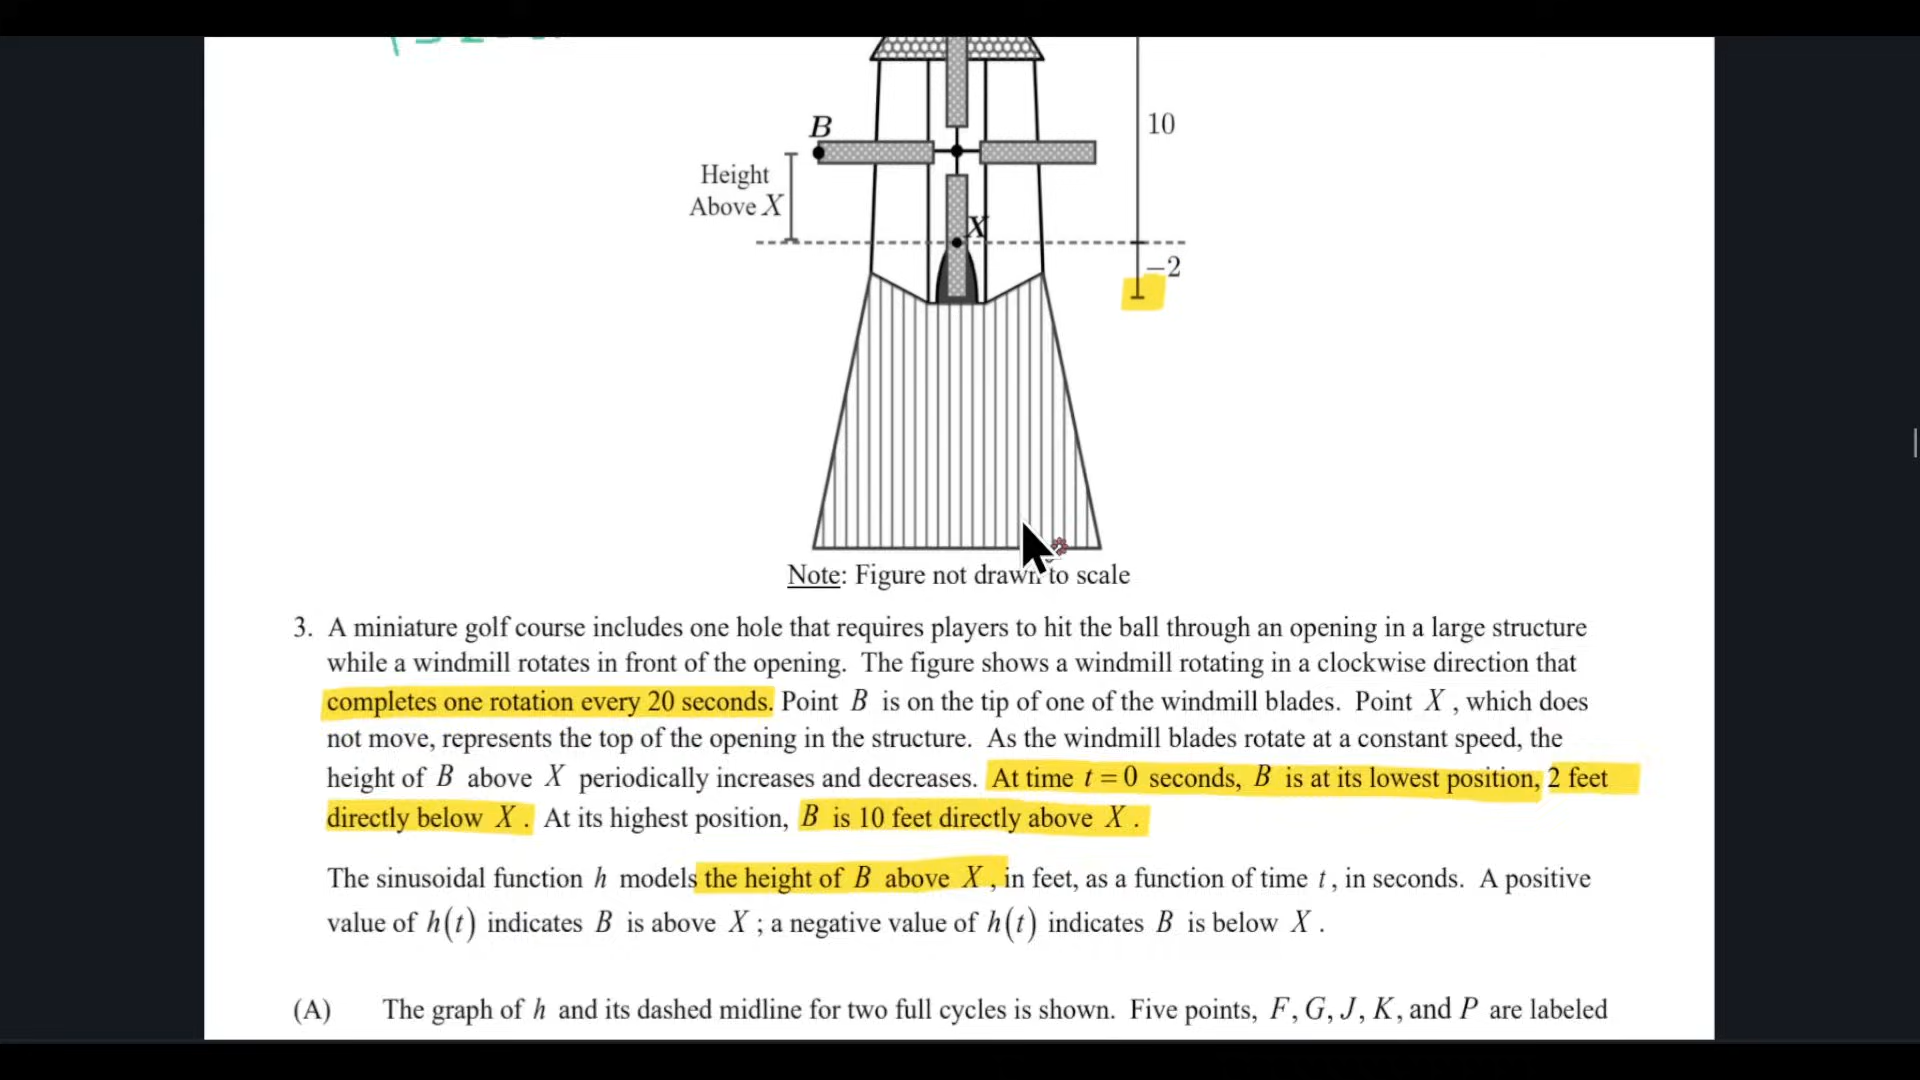 10
B
Height
Above X
X
−2
Note: Figure not drawn to scale
3. A miniature golf course includes one hole that requires players to hit the ball through an opening in a large structure
while a windmill rotates in front of the opening. The figure shows a windmill rotating in a clockwise direction that
completes one rotation every 20 seconds. Point B is on the tip of one of the windmill blades. Point X , which does
not move, represents the top of the opening in the structure. As the windmill blades rotate at a constant speed, the
height of B above X periodically increases and decreases. At time t = 0 seconds, B is at its lowest position, 2 feet
directly below X . At its highest position, B is 10 feet directly above X .
The sinusoidal function h models the height of B above X , in feet, as a function of time t , in seconds. A positive
value of h(t) indicates B is above X ; a negative value of h(t) indicates B is below X .
(A) The graph of h and its dashed midline for two full cycles is shown. Five points, F, G, J, K, and P are labeled